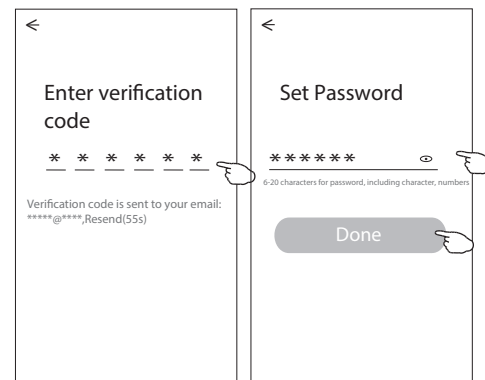 Enter verification
code
* * * * * *
Verification code is sent to your email:
*****@****,Resend(55s)
Set Password
******
6-20 characters for password, including character, numbers
Done